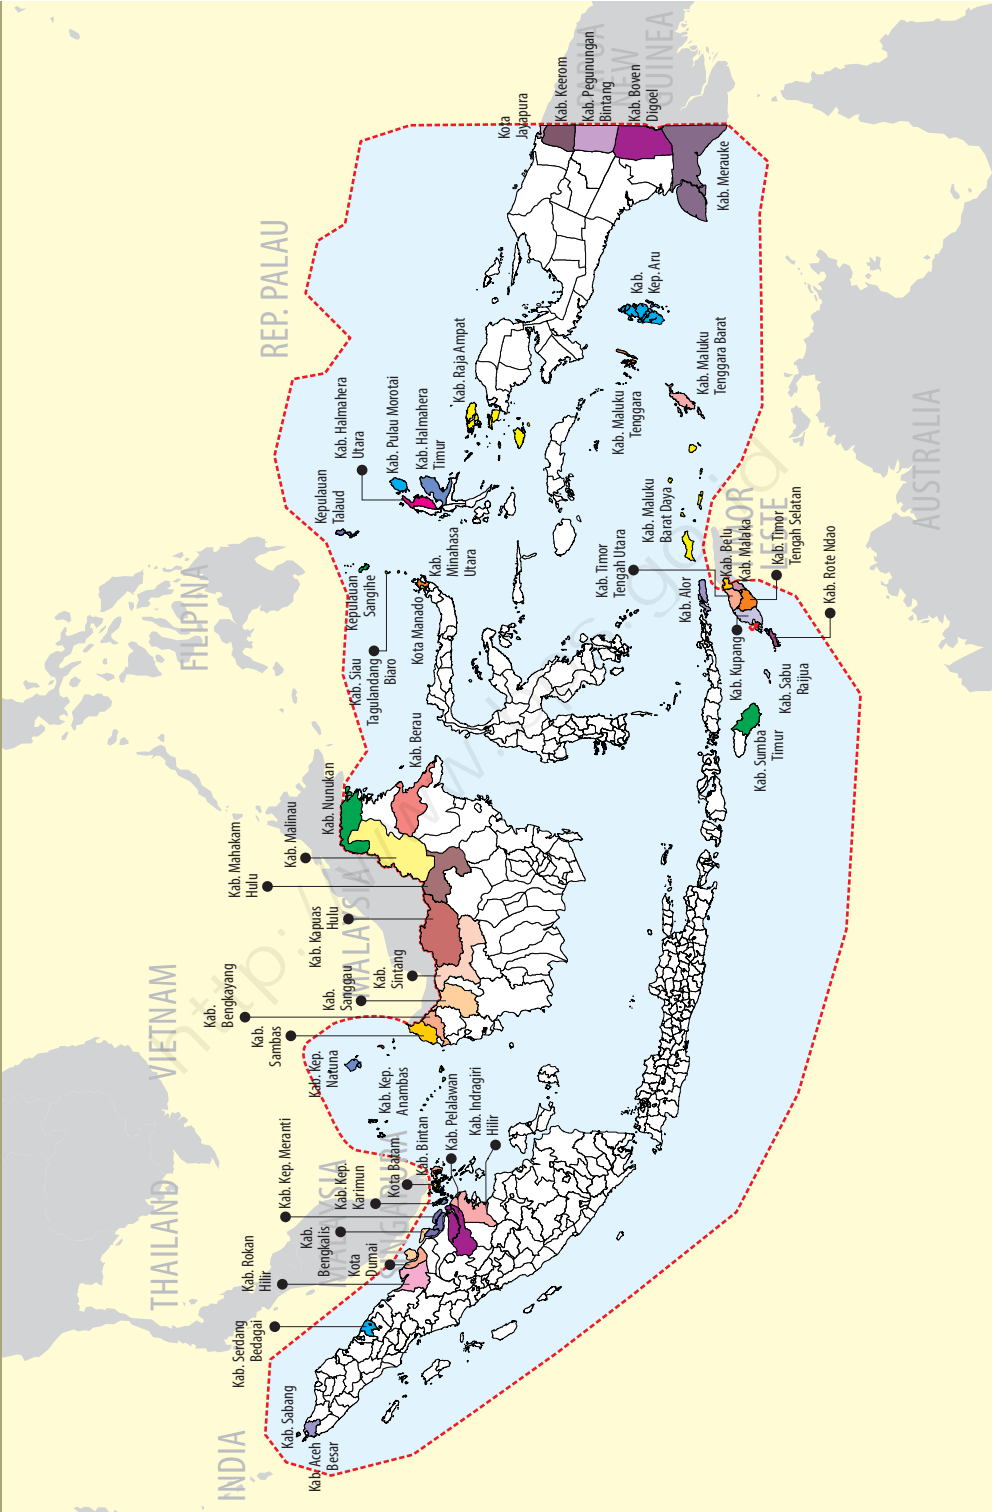 INDIA
THAILAND
VIETNAM
FILIPINA
REP. PALAU
PAPUA
NEW
GUINEA
MALAYSIA
SINGAPURA
MALAYSIA
TIMOR
LESTE
AUSTRALIA
Kab. Sabang
Kab. Aceh
Besar
Kab. Serdang
Bedagai
Kab. Rokan
Hilir
Kota
Dumai
Kab.
Bengkalis
Kab. Kep. Meranti
Kab. Kep.
Karimun
Kota Batam
Kab. Bintan
Kab. Pelalawan
Kab. Indragiri
Hilir
Kab. Kep.
Anambas
Kab. Kep.
Natuna
Kab.
Sambas
Kab.
Bengkayang
Kab.
Sanggau
Kab.
Sintang
Kab. Kapuas
Hulu
Kab. Mahakam
Hulu
Kab. Malinau
Kab. Nunukan
Kab. Berau
Kab. Siau
Tagulandang
Biaro
Kota Manado
Kepulauan
Sangihe
Kab.
Minahasa
Utara
Kepulauan
Talaud
Kab. Halmahera
Utara
Kab. Pulau Morotai
Kab. Halmahera
Timur
Kab. Raja Ampat
Kota
Jayapura
Kab. Keerom
Kab. Pegunungan
Bintang
Kab. Boven
Digoel
Kab. Merauke
Kab.
Kep. Aru
Kab. Maluku
Tenggara
Kab. Maluku
Tenggara Barat
Kab. Maluku
Barat Daya
Kab. Timor
Tengah Utara
Kab. Alor
Kab. Belu
Kab. Malaka
Kab. Timor
Tengah Selatan
Kab. Kupang
Kab. Rote Ndao
Kab. Sabu
Raijua
Kab. Sumba
Timur